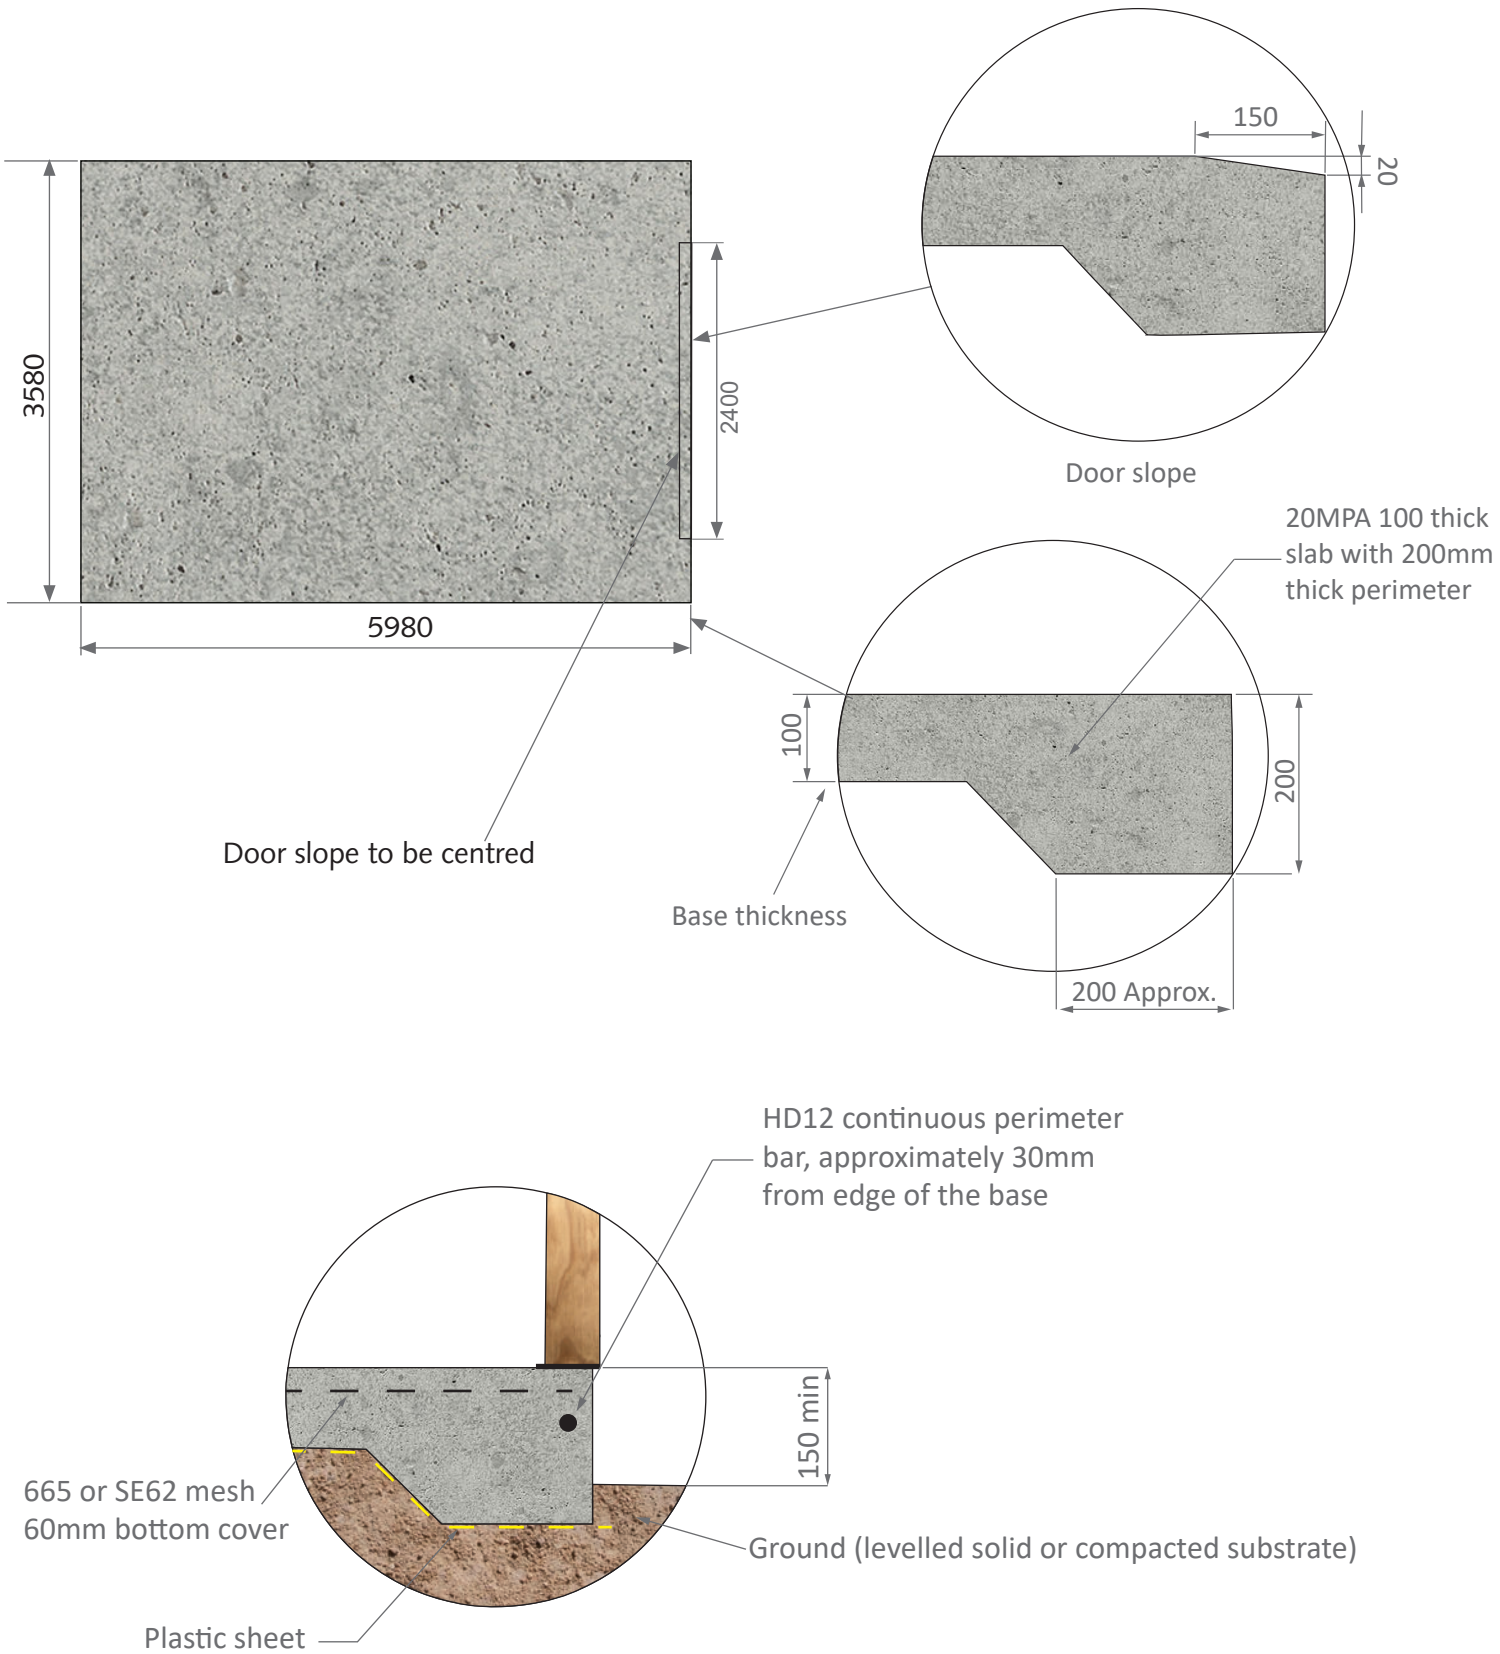 150
20
3580
2400
Door slope
5980
20MPA 100 thick
slab with 200mm
thick perimeter
100
200
Door slope to be centred
Base thickness
200 Approx.
HD12 continuous perimeter
bar, approximately 30mm
from edge of the base
150 min
665 or SE62 mesh
60mm bottom cover
Ground (levelled solid or compacted substrate)
Plastic sheet